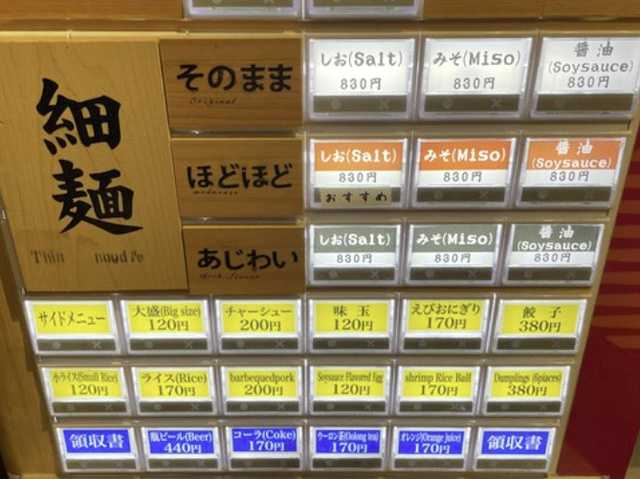 細麺
Thin noodle
そのまま
Original
しお(Salt)
830円
みそ(Miso)
830円
醤油
(Soysauce)
830円
ほどほど
しお(Salt)
830円
おすすめ
みそ(Miso)
830円
醤油
(Soysauce)
830円
あじわい
しお(Salt)
830円
みそ(Miso)
830円
醤油
(Soysauce)
830円
サイドメニュー
大盛(Big size)
120円
チャーシュー
200円
味玉
120円
えびおにぎり
170円
餃子
380円
小ライス(Small Rice)
120円
ライス(Rice)
170円
barbequedpork
200円
Soysauce Flavored Egg
120円
shrimp Rice Ball
170円
Dumplings (6piaces)
380円
領収書
瓶ビール(Beer)
440円
コーラ(Coke)
170円
ウーロン茶(Oolong tea)
170円
オレンジ(Orange juice)
170円
領収書